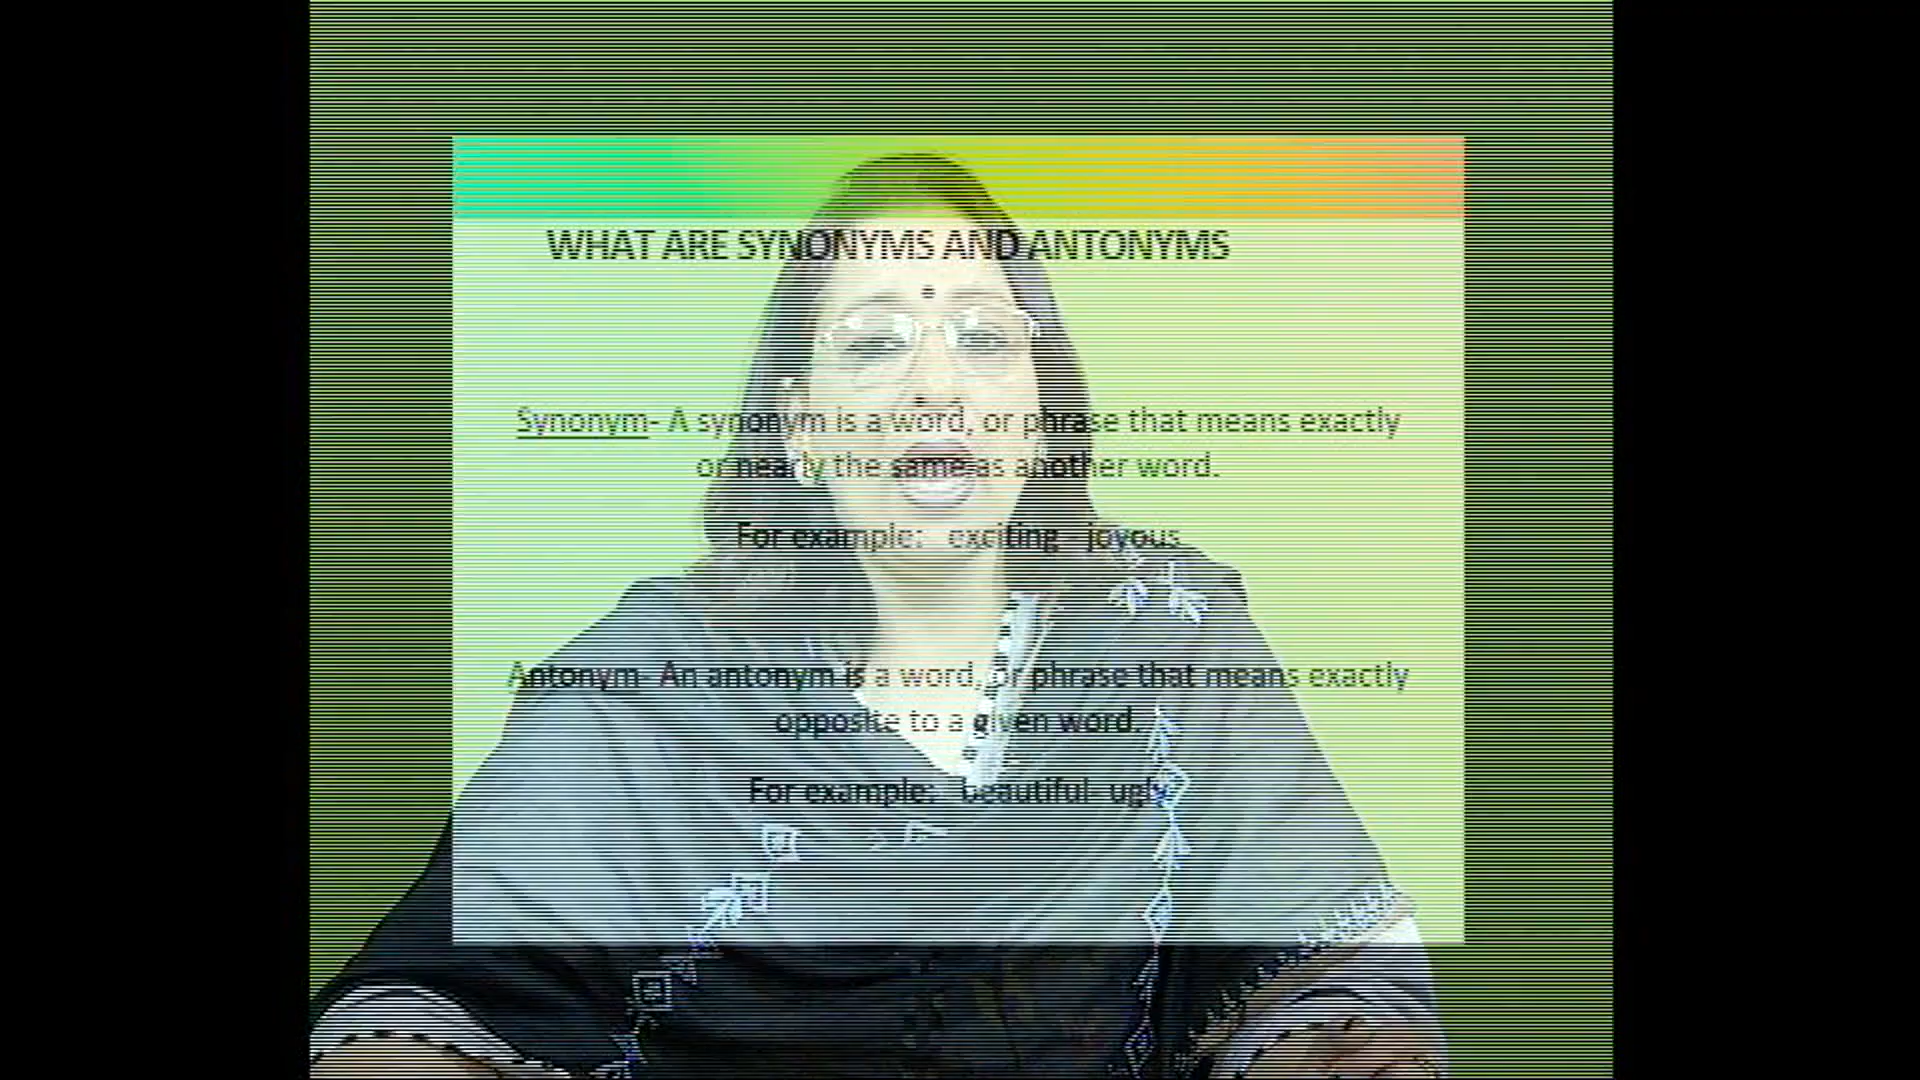 WHAT ARE SYNONYMS AND ANTONYMS
Synonym- A synonym is a word, or phrase that means exactly
or nearly the same as another word.
For example: exciting - joyous
Antonym- An antonym is a word, or phrase that means exactly
opposite to a given word.
For example: beautiful- ugly